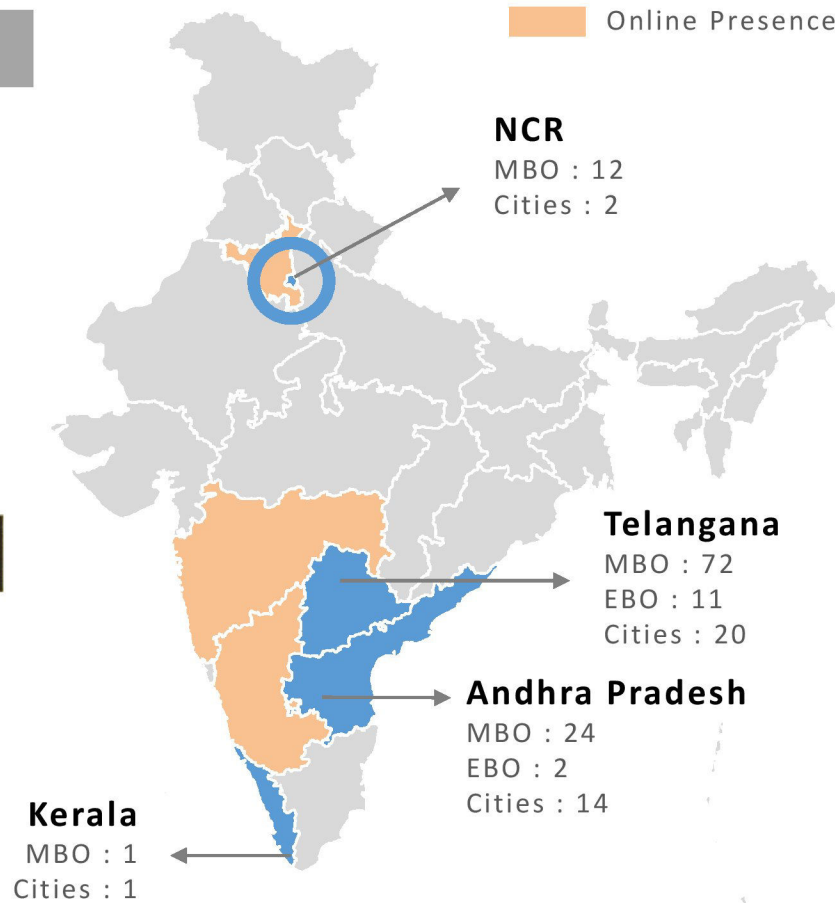 Online Presence
NCR
MBO : 12
Cities : 2
Telangana
MBO : 72
EBO : 11
Cities : 20
Andhra Pradesh
MBO : 24
EBO : 2
Cities : 14
Kerala
MBO : 1
Cities : 1